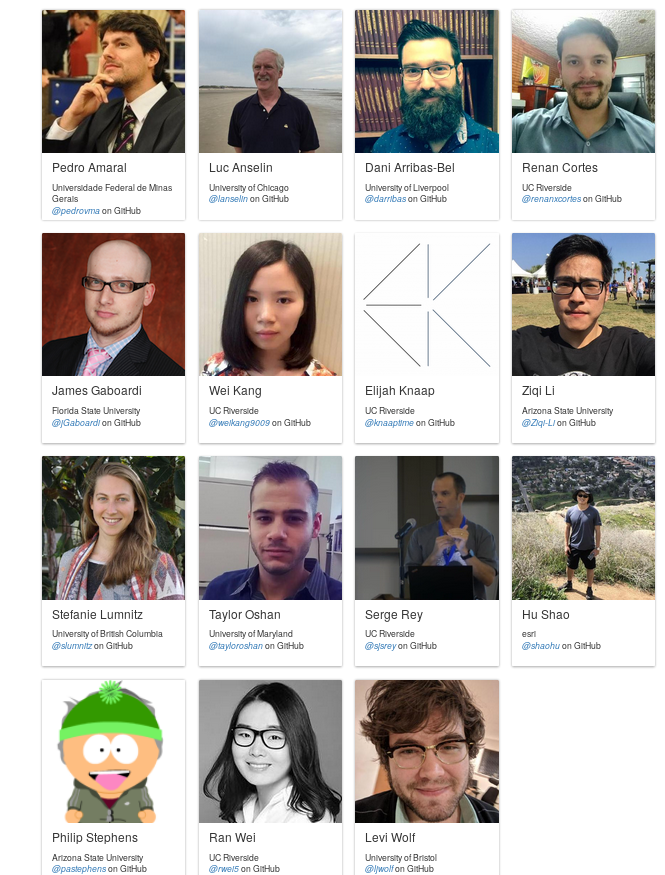 Pedro Amaral
Universidade Federal de Minas
Gerais
@pedrovma on GitHub
Luc Anselin
University of Chicago
@lanselin on GitHub
Dani Arribas-Bel
University of Liverpool
@darribas on GitHub
Renan Cortes
UC Riverside
@renanxcortes on GitHub
James Gaboardi
Florida State University
@jGaboardi on GitHub
Wei Kang
UC Riverside
@weikang9009 on GitHub
Elijah Knaap
UC Riverside
@knaaptime on GitHub
Ziqi Li
Arizona State University
@Ziqi-Li on GitHub
Stefanie Lumnitz
University of British Columbia
@slumnitz on GitHub
Taylor Oshan
University of Maryland
@tayloroshan on GitHub
Serge Rey
UC Riverside
@sjsrey on GitHub
Hu Shao
esri
@shaohu on GitHub
Philip Stephens
Arizona State University
@pastephens on GitHub
Ran Wei
UC Riverside
@rwei5 on GitHub
Levi Wolf
University of Bristol
@ljwolf on GitHub